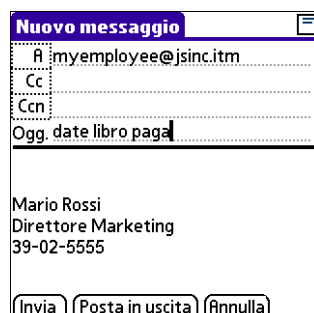 Nuovo messaggio
A myemployee@jsinc.itm
Cc
Ccn
Ogg. date libro paga
Mario Rossi
Direttore Marketing
39-02-5555
Invia Posta in uscita Annulla